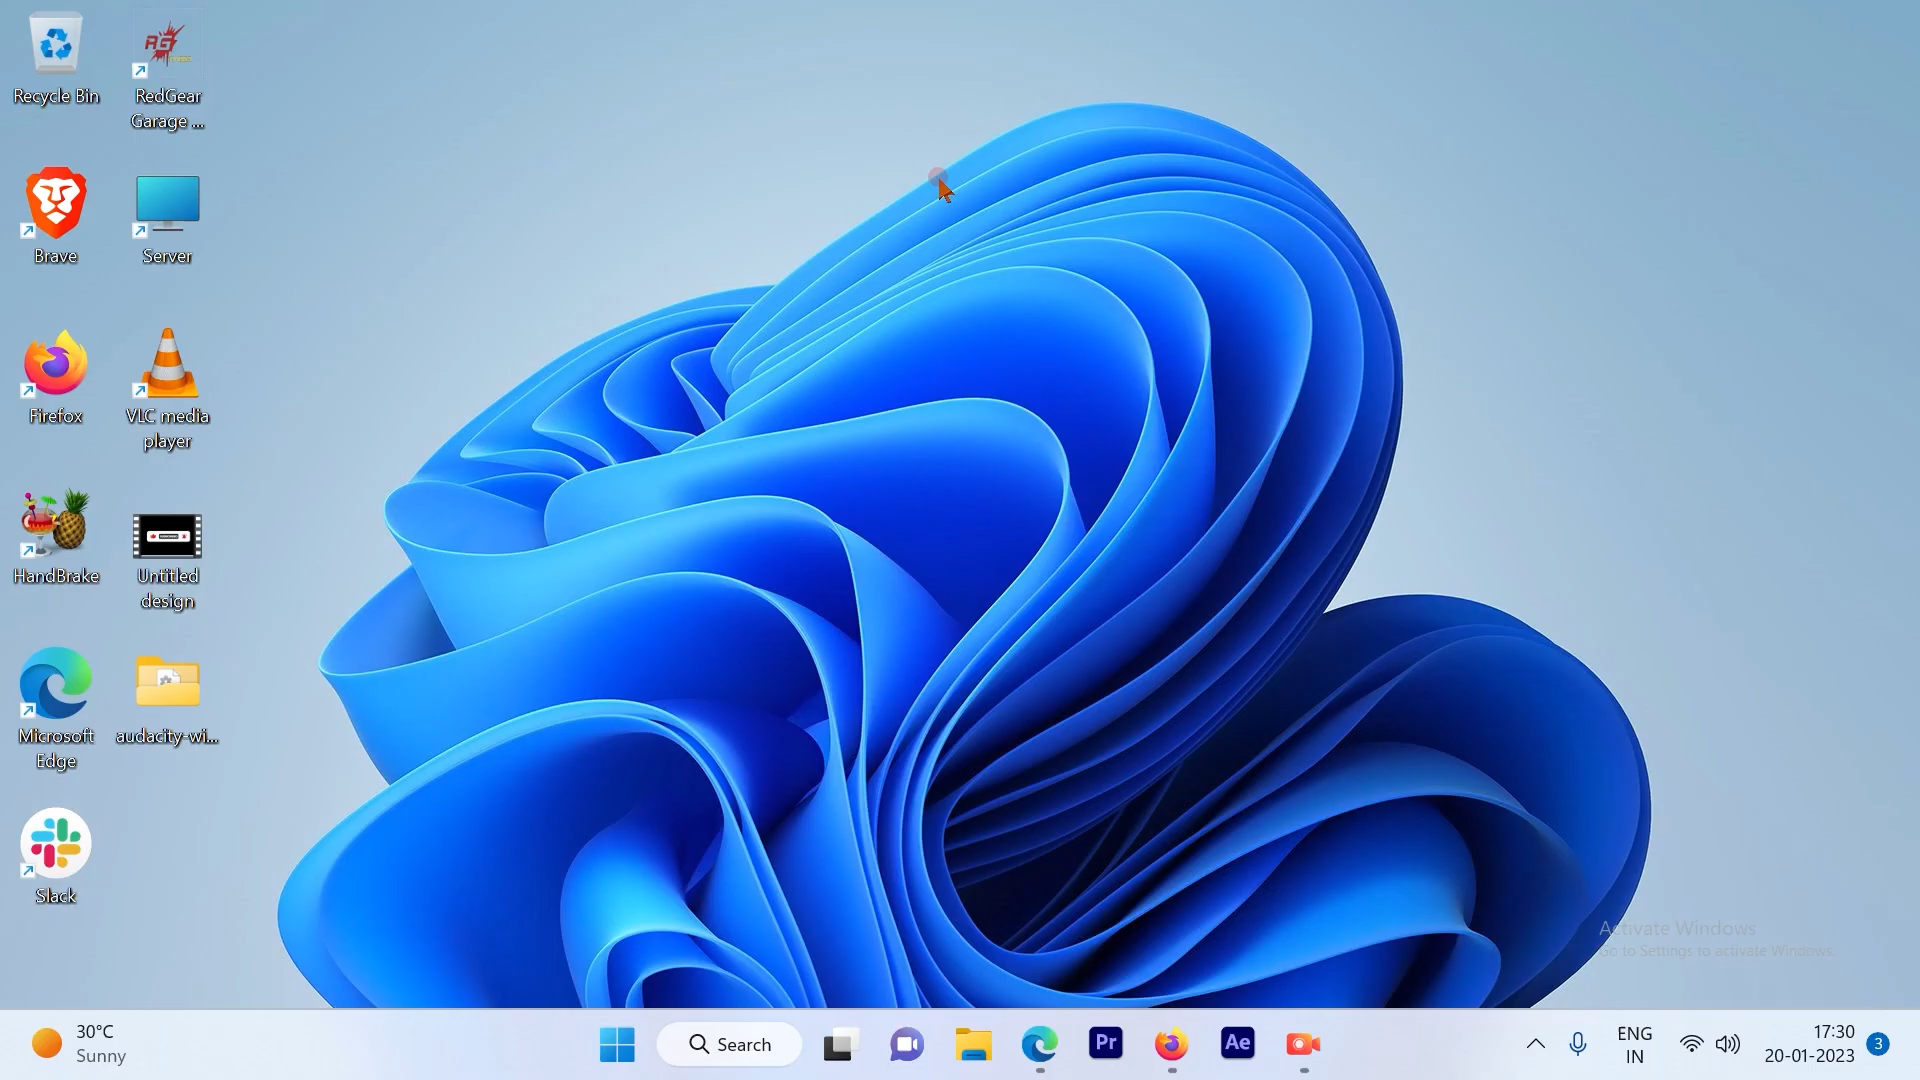 Recycle Bin
RedGear
Garage ...
Brave
Server
Firefox
VLC media
player
HandBrake
Untitled
design
Microsoft
Edge
audacity-wi...
Slack
Activate Windows
Go to Settings to activate Windows.
30°C
Sunny
Search
Pr
Ae
ENG
IN
17:30
20-01-2023
3